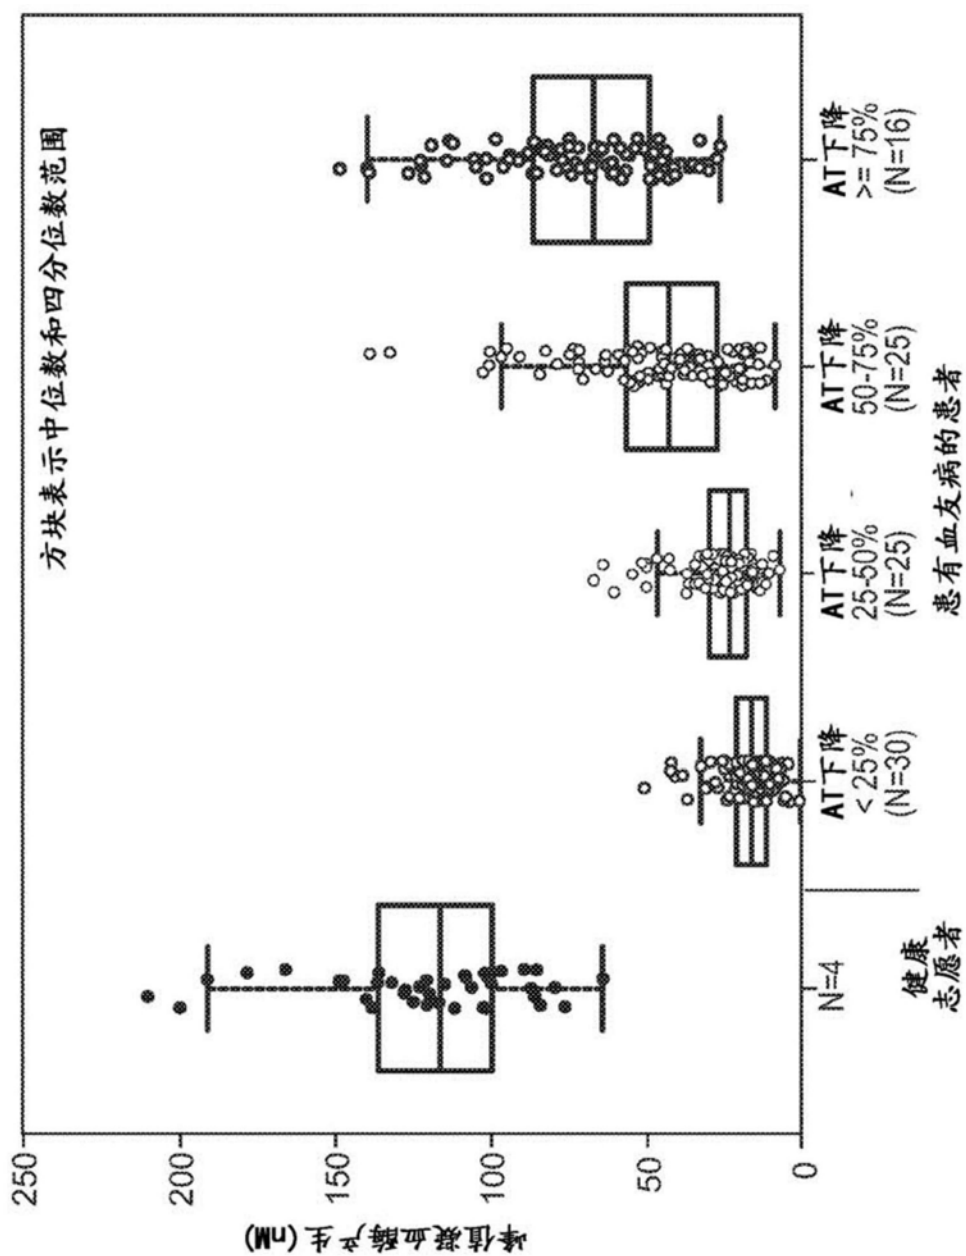 方块表示中位数和四分位数范围
峰值凝血酶产生(nM)
250
200
150
100
50
0
N=4
健康
志愿者
AT下降
< 25%
(N=30)
AT下降
25-50%
(N=25)
AT下降
50-75%
(N=25)
AT下降
>= 75%
(N=16)
患有血友病的患者